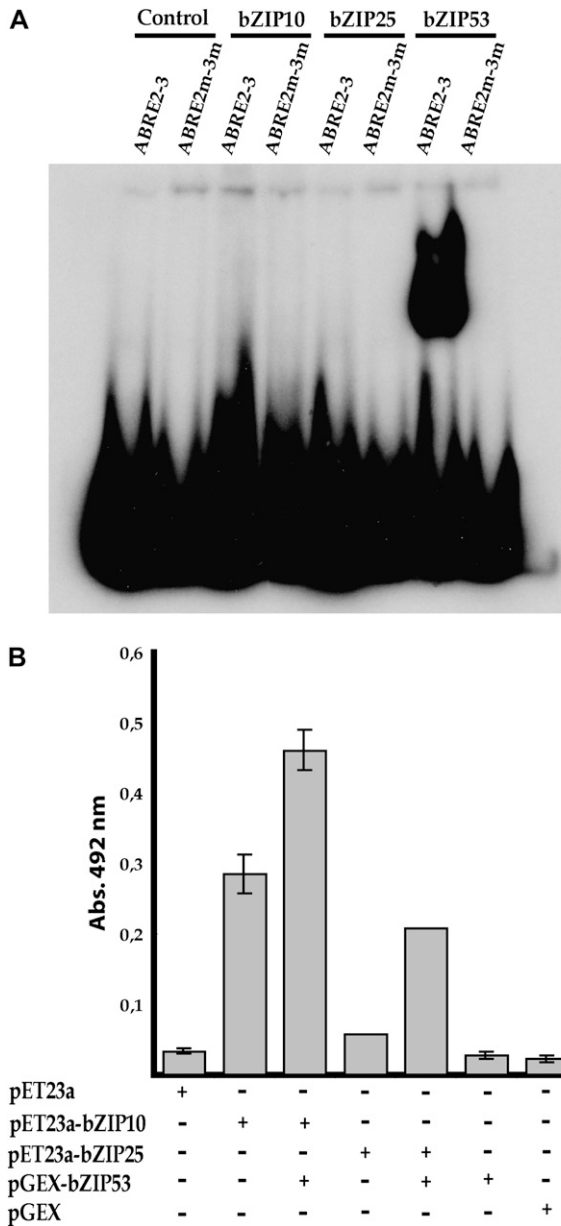 A
Control bZIP10 bZIP25 bZIP53
ABRE2-3 ABRE2m-3m ABRE2-3 ABRE2m-3m ABRE2-3 ABRE2m-3m ABRE2-3 ABRE2m-3m
B
Abs. 492 nm
0,6
0,5
0,4
0,3
0,2
0,1
pET23a + - - - - - -
pET23a-bZIP10 - + + - - - -
pET23a-bZIP25 - - - + + - -
pGEX-bZIP53 - - + - + + -
pGEX - - - - - - +